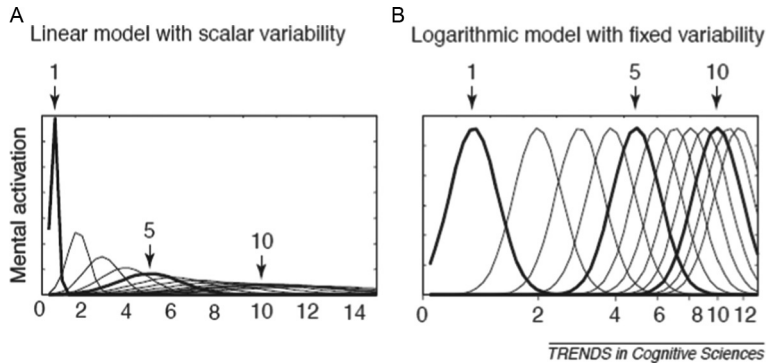 A
Linear model with scalar variability
1
5
10
Mental activation
0 2 4 6 8 10 12 14
B
Logarithmic model with fixed variability
1 5 10
0 2 4 6 8 10 12
TRENDS in Cognitive Sciences